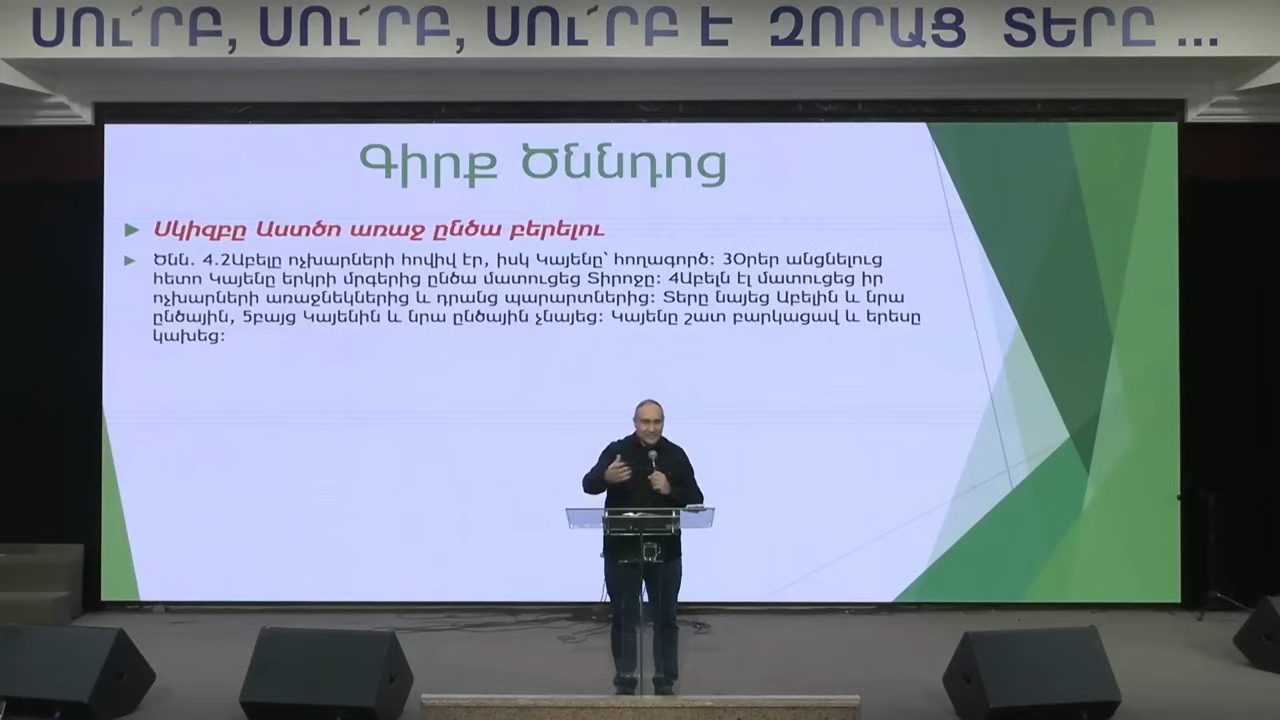 ՍՈւ՜ՐԲ, ՍՈւ՜ՐԲ, ՍՈւ՜ՐԲ Է ԶՈՐԱՑ ՏԵՐԸ ...
Գիրք Ծննդոց
Սկիզբը Աստծո առաջ ընծա բերելու
Ծնն. 4.2Աբելը ոչխարների հովիվ էր, իսկ Կայենը՝ հողագործ: 3Օրեր անցնելուց
հետո Կայենը երկրի մրգերից ընծա մատուցեց Տիրոջը: 4Աբելն էլ մատուցեց իր
ոչխարների առաջնեկներից և դրանց պարարտներից: Տերը նայեց Աբելին և նրա
ընծային, 5բայց Կայենին և նրա ընծային չնայեց: Կայենը շատ բարկացավ և երեսը
կախեց: